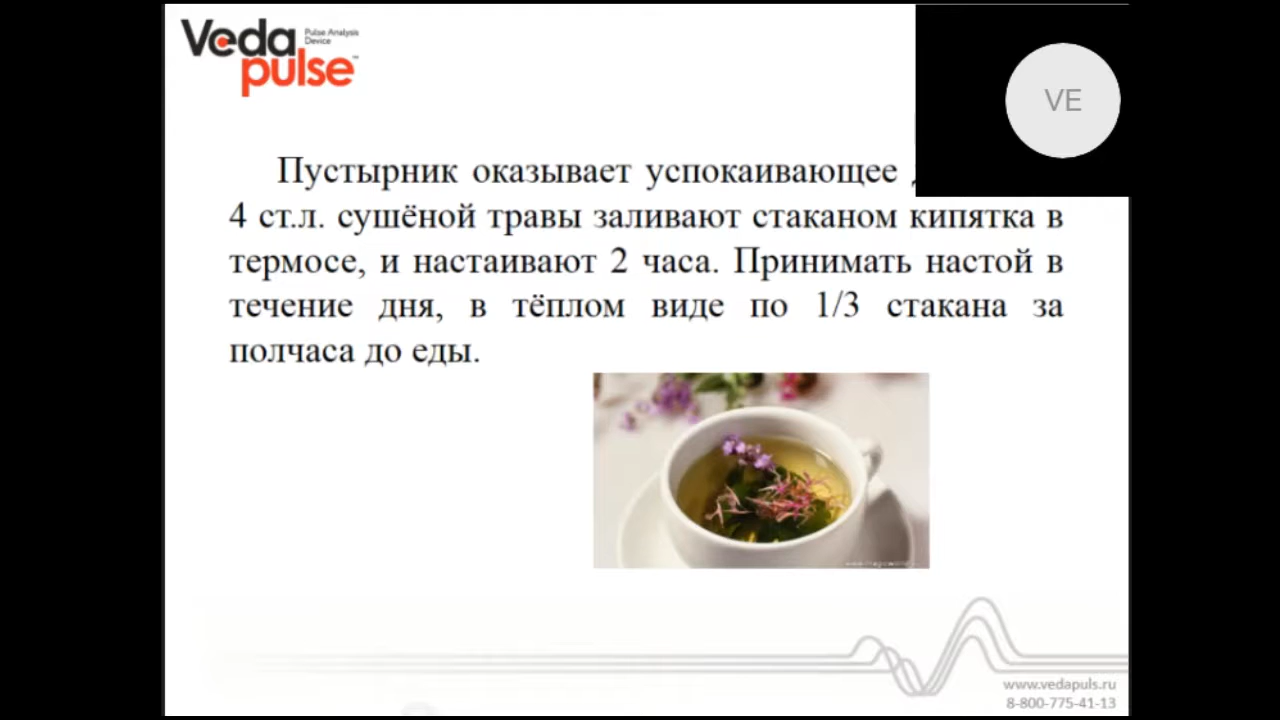 Veda Pulse Analysis
Device
pulse
VE
Пустырник оказывает успокаивающее
4 ст.л. сушёной травы заливают стаканом кипятка в
термосе, и настаивают 2 часа. Принимать настой в
течение дня, в тёплом виде по 1/3 стакана за
полчаса до еды.
www.vedapuls.ru
8-800-775-41-13